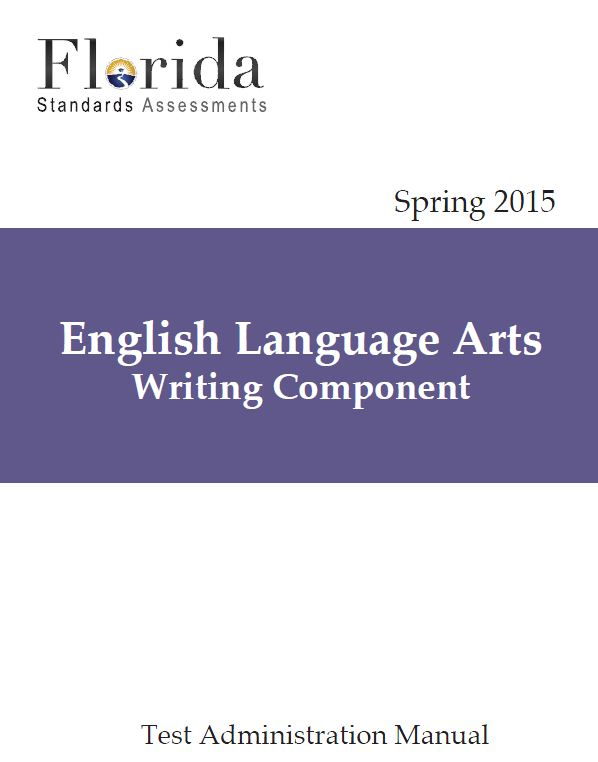 Florida
Standards Assessments
Spring 2015
English Language Arts
Writing Component
Test Administration Manual